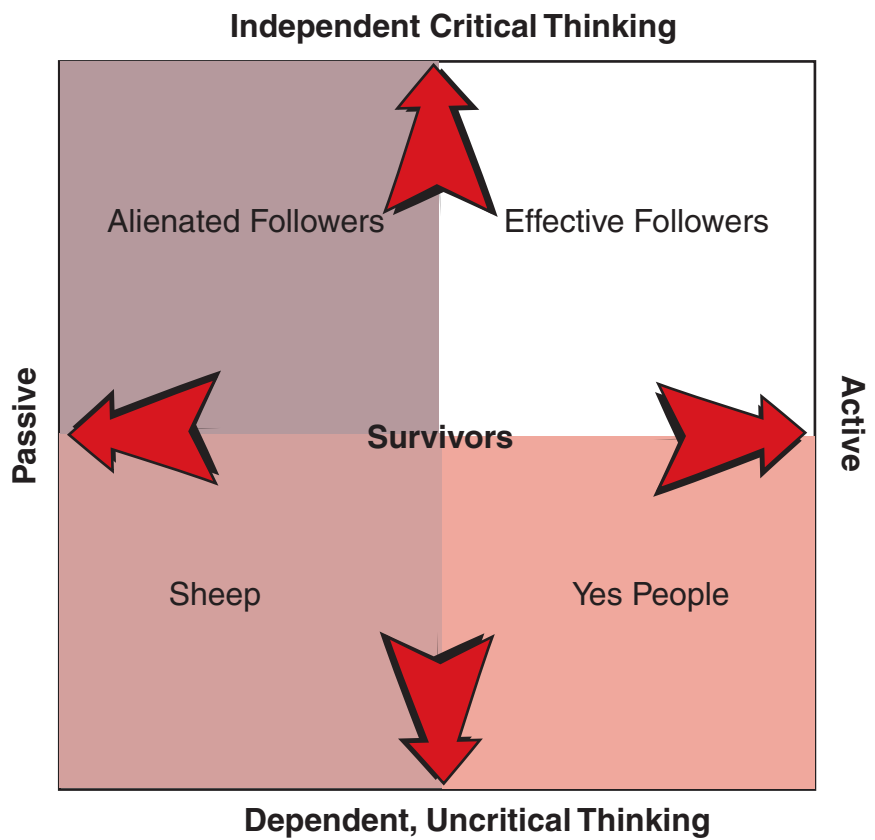 Independent Critical Thinking
Alienated Followers
Effective Followers
Passive
Survivors
Active
Sheep
Yes People
Dependent, Uncritical Thinking